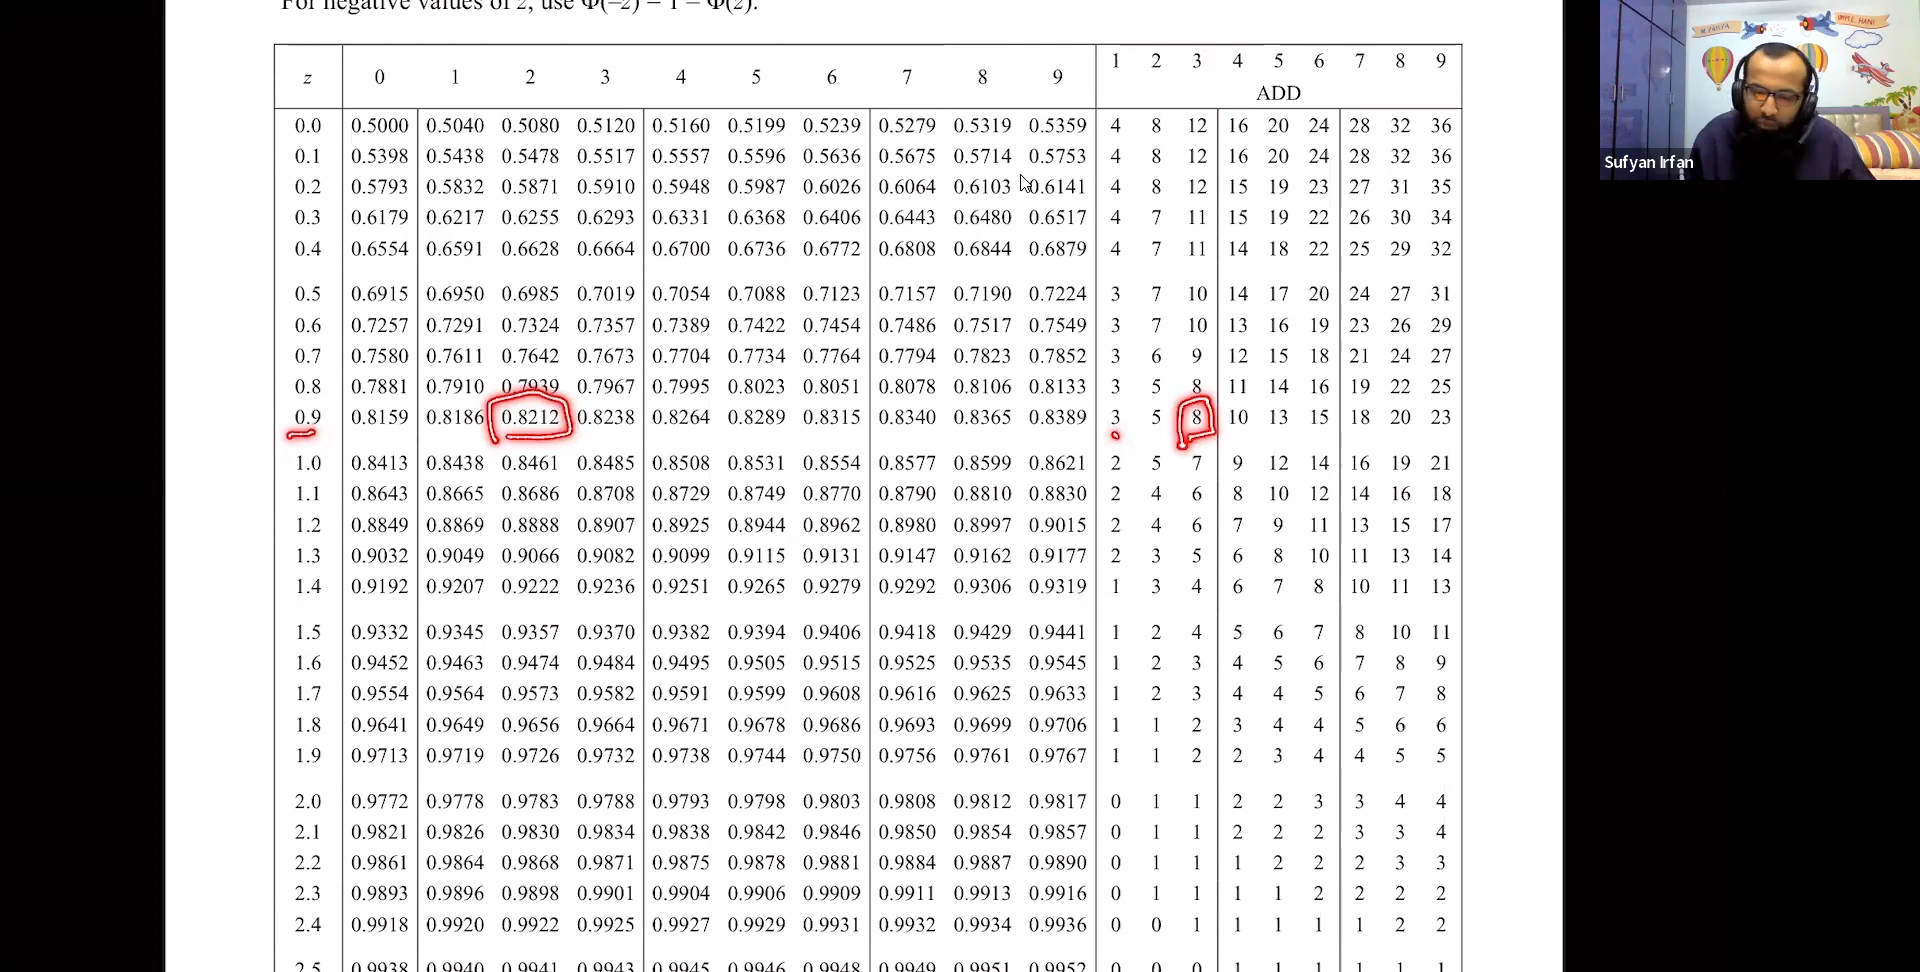 For negative values of z, use Φ(−z) = 1 − Φ(z).
z 0 1 2 3 4 5 6 7 8 9 1 2 3 4 5 6 7 8 9
ADD
0.0 0.5000 0.5040 0.5080 0.5120 0.5160 0.5199 0.5239 0.5279 0.5319 0.5359 4 8 12 16 20 24 28 32 36
0.1 0.5398 0.5438 0.5478 0.5517 0.5557 0.5596 0.5636 0.5675 0.5714 0.5753 4 8 12 16 20 24 28 32 36
0.2 0.5793 0.5832 0.5871 0.5910 0.5948 0.5987 0.6026 0.6064 0.6103 0.6141 4 8 12 15 19 23 27 31 35
0.3 0.6179 0.6217 0.6255 0.6293 0.6331 0.6368 0.6406 0.6443 0.6480 0.6517 4 7 11 15 19 22 26 30 34
0.4 0.6554 0.6591 0.6628 0.6664 0.6700 0.6736 0.6772 0.6808 0.6844 0.6879 4 7 11 14 18 22 25 29 32
0.5 0.6915 0.6950 0.6985 0.7019 0.7054 0.7088 0.7123 0.7157 0.7190 0.7224 3 7 10 14 17 20 24 27 31
0.6 0.7257 0.7291 0.7324 0.7357 0.7389 0.7422 0.7454 0.7486 0.7517 0.7549 3 7 10 13 16 19 23 26 29
0.7 0.7580 0.7611 0.7642 0.7673 0.7704 0.7734 0.7764 0.7794 0.7823 0.7852 3 6 9 12 15 18 21 24 27
0.8 0.7881 0.7910 0.7939 0.7967 0.7995 0.8023 0.8051 0.8078 0.8106 0.8133 3 5 8 11 14 16 19 22 25
0.9 0.8159 0.8186 0.8212 0.8238 0.8264 0.8289 0.8315 0.8340 0.8365 0.8389 3 5 8 10 13 15 18 20 23
1.0 0.8413 0.8438 0.8461 0.8485 0.8508 0.8531 0.8554 0.8577 0.8599 0.8621 2 5 7 9 12 14 16 19 21
1.1 0.8643 0.8665 0.8686 0.8708 0.8729 0.8749 0.8770 0.8790 0.8810 0.8830 2 4 6 8 10 12 14 16 18
1.2 0.8849 0.8869 0.8888 0.8907 0.8925 0.8944 0.8962 0.8980 0.8997 0.9015 2 4 6 7 9 11 13 15 17
1.3 0.9032 0.9049 0.9066 0.9082 0.9099 0.9115 0.9131 0.9147 0.9162 0.9177 2 3 5 6 8 10 11 13 14
1.4 0.9192 0.9207 0.9222 0.9236 0.9251 0.9265 0.9279 0.9292 0.9306 0.9319 1 3 4 6 7 8 10 11 13
1.5 0.9332 0.9345 0.9357 0.9370 0.9382 0.9394 0.9406 0.9418 0.9429 0.9441 1 2 4 5 6 7 8 10 11
1.6 0.9452 0.9463 0.9474 0.9484 0.9495 0.9505 0.9515 0.9525 0.9535 0.9545 1 2 3 4 5 6 7 8 9
1.7 0.9554 0.9564 0.9573 0.9582 0.9591 0.9599 0.9608 0.9616 0.9625 0.9633 1 2 3 4 4 5 6 7 8
1.8 0.9641 0.9649 0.9656 0.9664 0.9671 0.9678 0.9686 0.9693 0.9699 0.9706 1 1 2 3 4 4 5 6 6
1.9 0.9713 0.9719 0.9726 0.9732 0.9738 0.9744 0.9750 0.9756 0.9761 0.9767 1 1 2 2 3 4 4 5 5
2.0 0.9772 0.9778 0.9783 0.9788 0.9793 0.9798 0.9803 0.9808 0.9812 0.9817 0 1 1 2 2 3 3 4 4
2.1 0.9821 0.9826 0.9830 0.9834 0.9838 0.9842 0.9846 0.9850 0.9854 0.9857 0 1 1 2 2 2 3 3 4
2.2 0.9861 0.9864 0.9868 0.9871 0.9875 0.9878 0.9881 0.9884 0.9887 0.9890 0 1 1 1 2 2 2 3 3
2.3 0.9893 0.9896 0.9898 0.9901 0.9904 0.9906 0.9909 0.9911 0.9913 0.9916 0 1 1 1 1 2 2 2 2
2.4 0.9918 0.9920 0.9922 0.9925 0.9927 0.9929 0.9931 0.9932 0.9934 0.9936 0 0 1 1 1 1 1 2 2
2.5 0.9938 0.9940 0.9941 0.9943 0.9945 0.9946 0.9948 0.9949 0.9951 0.9952 0 0 0 1 1 1 1 1 1
Sufyan Irfan